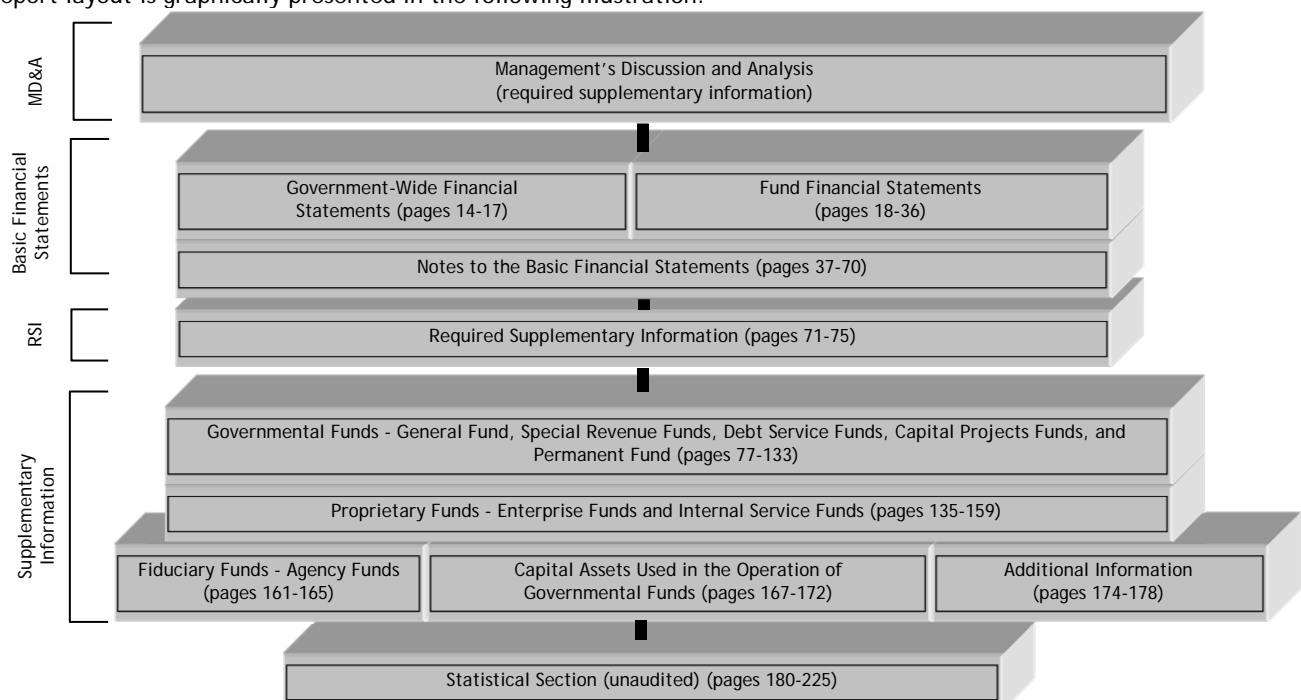 report layout is graphically presented in the following illustration:
MD&A
Management's Discussion and Analysis
(required supplementary information)
Basic Financial
Statements
Government-Wide Financial
Statements (pages 14-17)
Fund Financial Statements
(pages 18-36)
Notes to the Basic Financial Statements (pages 37-70)
RSI
Required Supplementary Information (pages 71-75)
Supplementary
Information
Governmental Funds - General Fund, Special Revenue Funds, Debt Service Funds, Capital Projects Funds, and
Permanent Fund (pages 77-133)
Proprietary Funds - Enterprise Funds and Internal Service Funds (pages 135-159)
Fiduciary Funds - Agency Funds
(pages 161-165)
Capital Assets Used in the Operation of
Governmental Funds (pages 167-172)
Additional Information
(pages 174-178)
Statistical Section (unaudited) (pages 180-225)